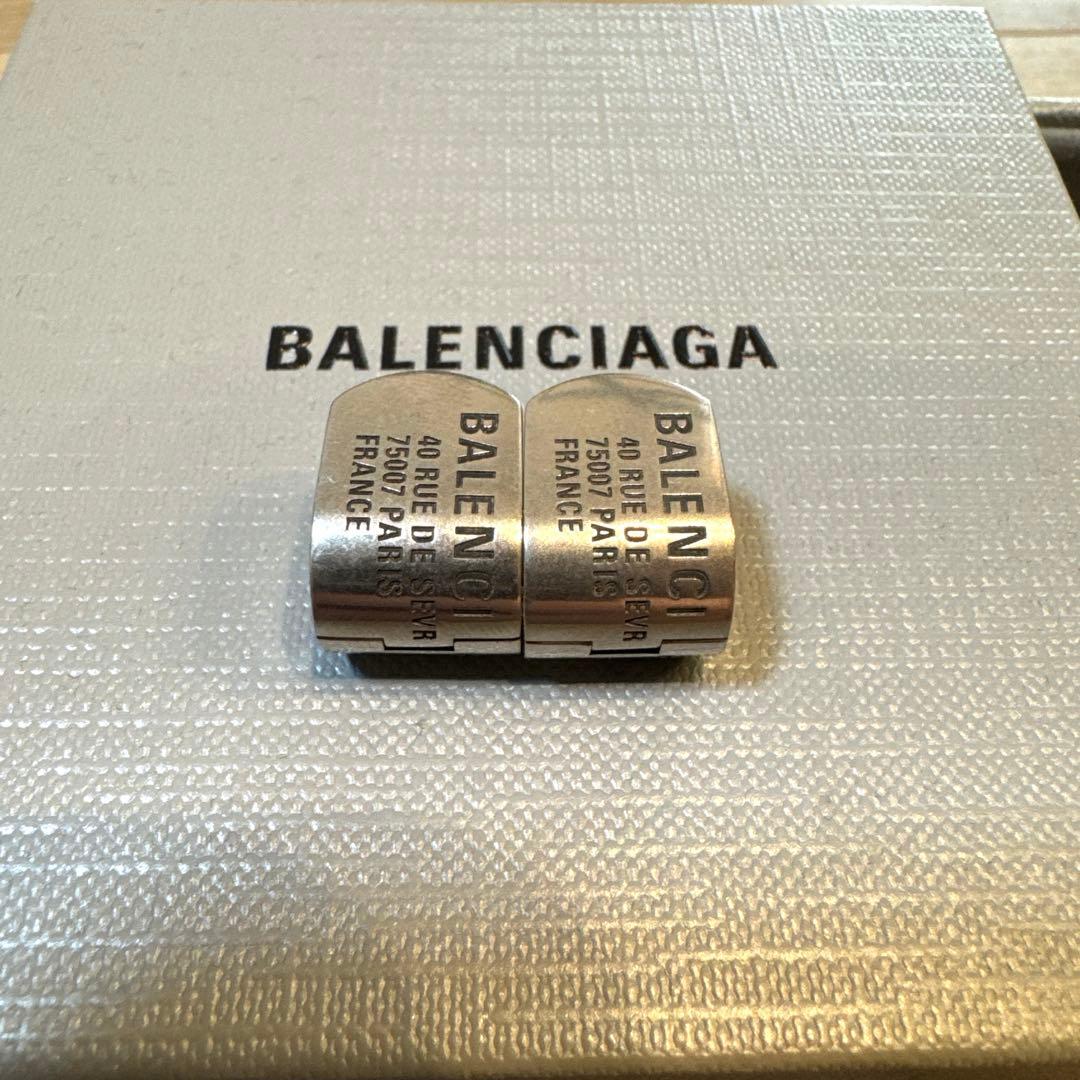 BALENCIAGA
BALENCI
40 RUE DE SEVR
75007 PARIS
FRANCE
BALENCI
40 RUE DE SEVR
75007 PARIS
FRANCE